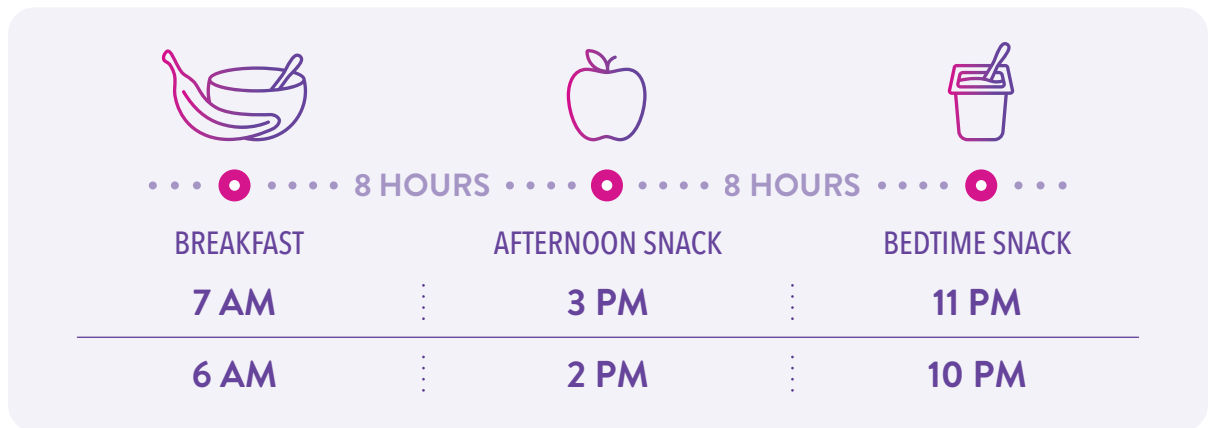 8 HOURS 8 HOURS
BREAKFAST AFTERNOON SNACK BEDTIME SNACK
7 AM 3 PM 11 PM
6 AM 2 PM 10 PM